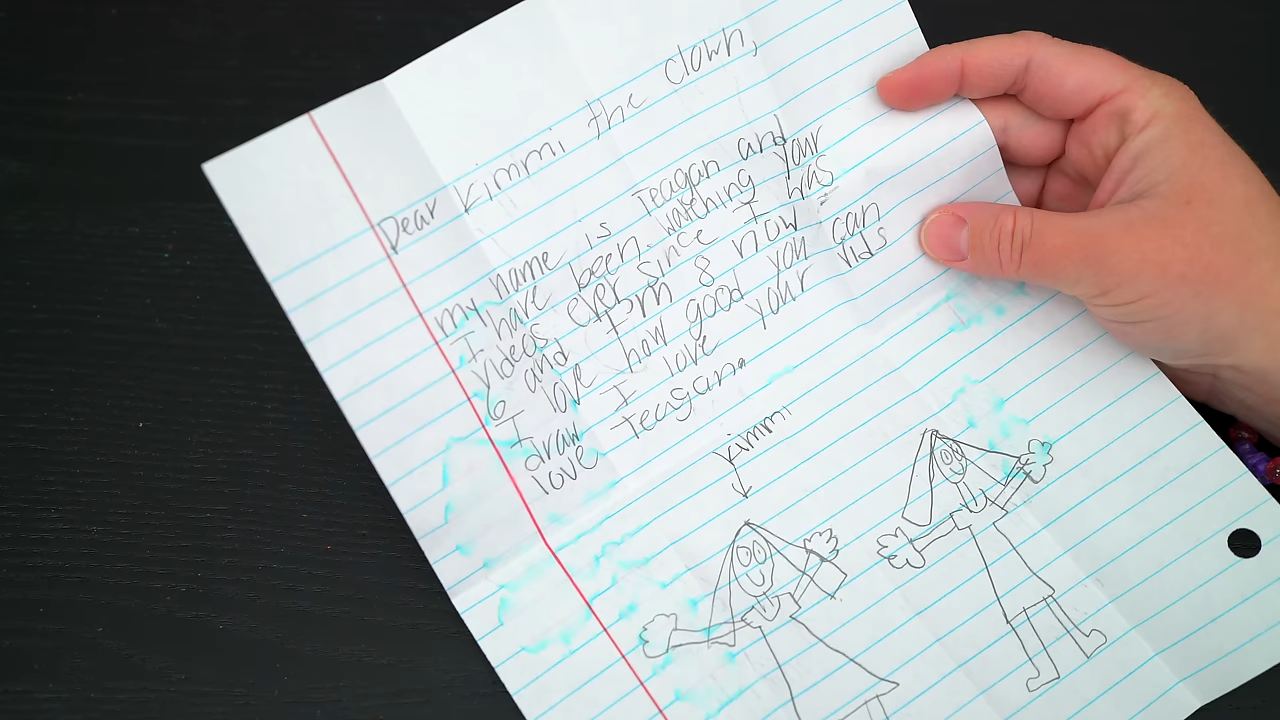 Dear Kimmi the clown,
my name is Teagan and
I have been watching your
videos ever since I was
6 and I'm 8 now
I love how good you can
draw I love your vids
love Teagan.
Kimmi